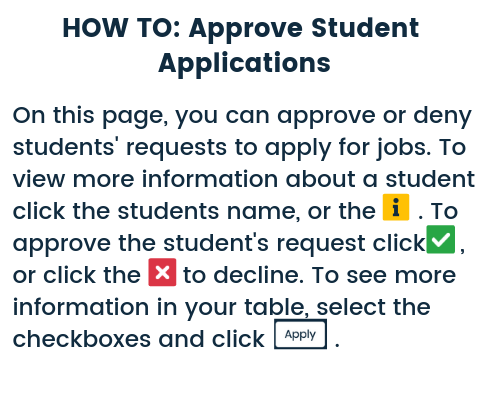 HOW TO: Approve Student
Applications
On this page, you can approve or deny
students' requests to apply for jobs. To
view more information about a student
click the students name, or the i . To
approve the student's request click ,
or click the to decline. To see more
information in your table, select the
checkboxes and click Apply .